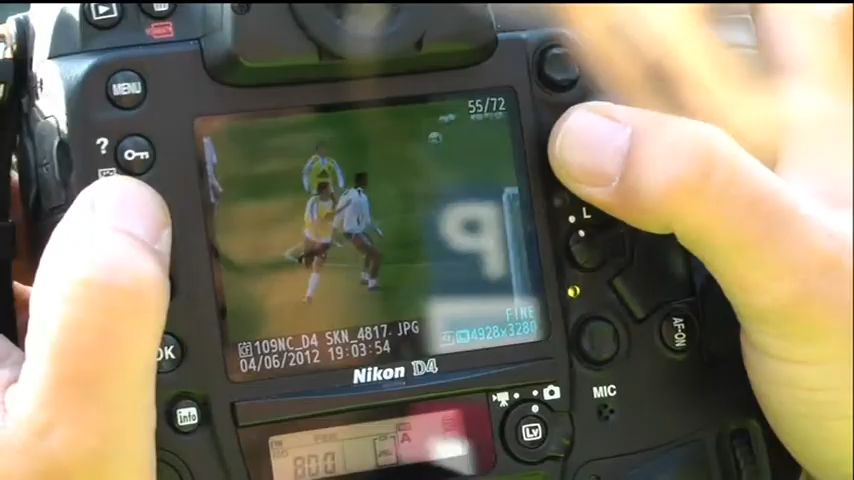 MENU
?
55/72
L
9
FINE
109NC_D4 SKN_4817.JPG
4928x3280
04/06/2012 19:03:54
AF
ON
OK
Nikon D4
MIC
info
Lv
800